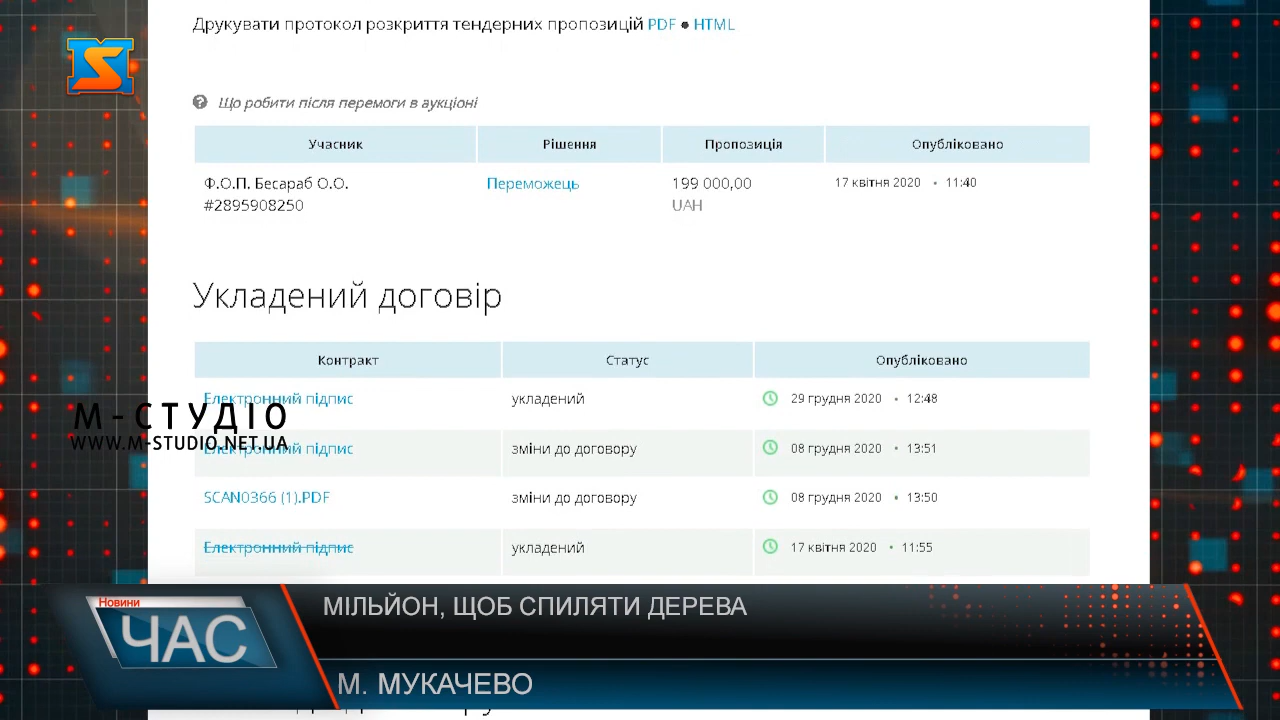 Друкувати протокол розкриття тендерних пропозицій PDF ● HTML
Що робити після перемоги в аукціоні
Учасник Рішення Пропозиція Опубліковано
Ф.О.П. Бесараб О.О. Переможець 199 000,00 17 квітня 2020 • 11:40
#2895908250 UAH
Укладений договір
Контракт Статус Опубліковано
Електронний підпис укладений 29 грудня 2020 • 12:48
М-СТУДІО
WWW.M-STUDIO.NET.UA
Електронний підпис зміни до договору 08 грудня 2020 • 13:51
SCAN0366 (1).PDF зміни до договору 08 грудня 2020 • 13:50
Електронний підпис укладений 17 квітня 2020 • 11:55
Новини
ЧАС
МІЛЬЙОН, ЩОБ СПИЛЯТИ ДЕРЕВА
М. МУКАЧЕВО